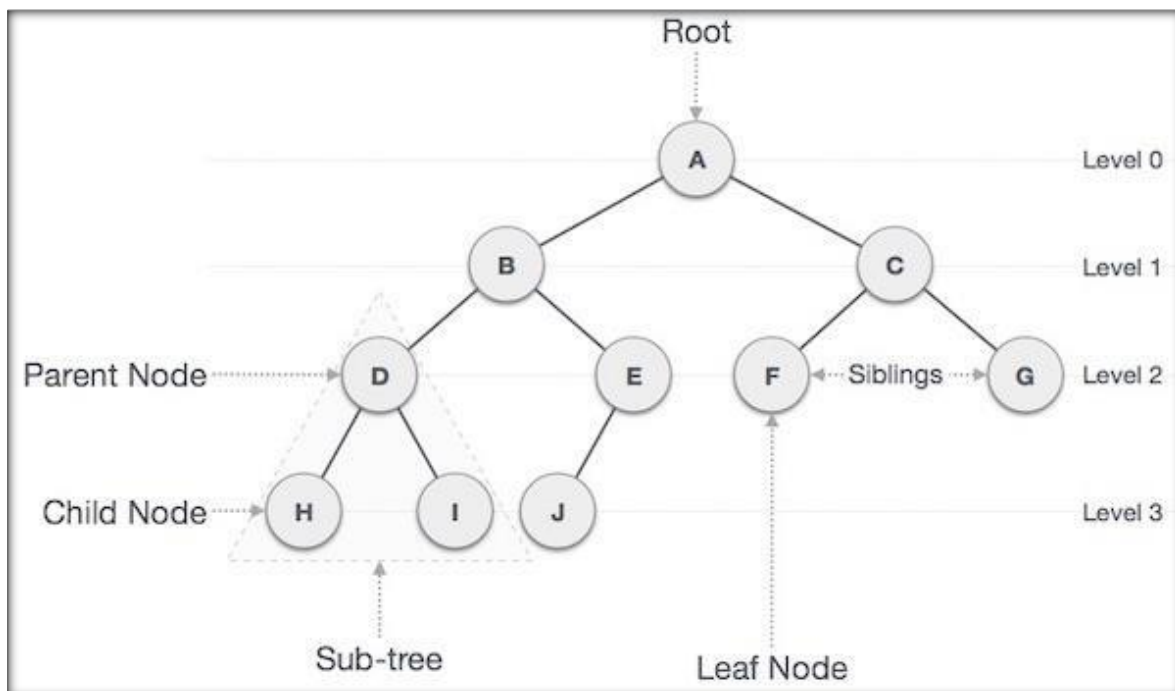 Root
A
Level 0
B
C
Level 1
Parent Node
D
E
F
Siblings
G
Level 2
Child Node
H
I
J
Level 3
Sub-tree
Leaf Node